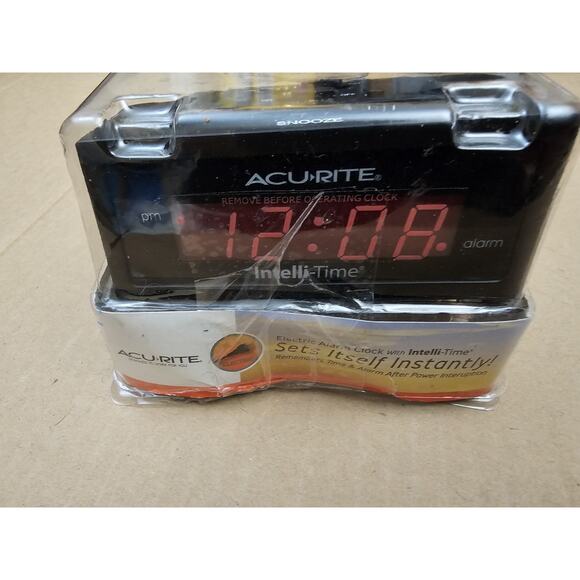 SNOOZE
ACU▸RITE®
REMOVE BEFORE OPERATING CLOCK
pm
12:08
alarm
Intelli-Time®
Electric Alarm Clock with Intelli-Time®
ACU▸RITE
Sets Itself Instantly!
Remembers Time & Alarm After Power Interruption